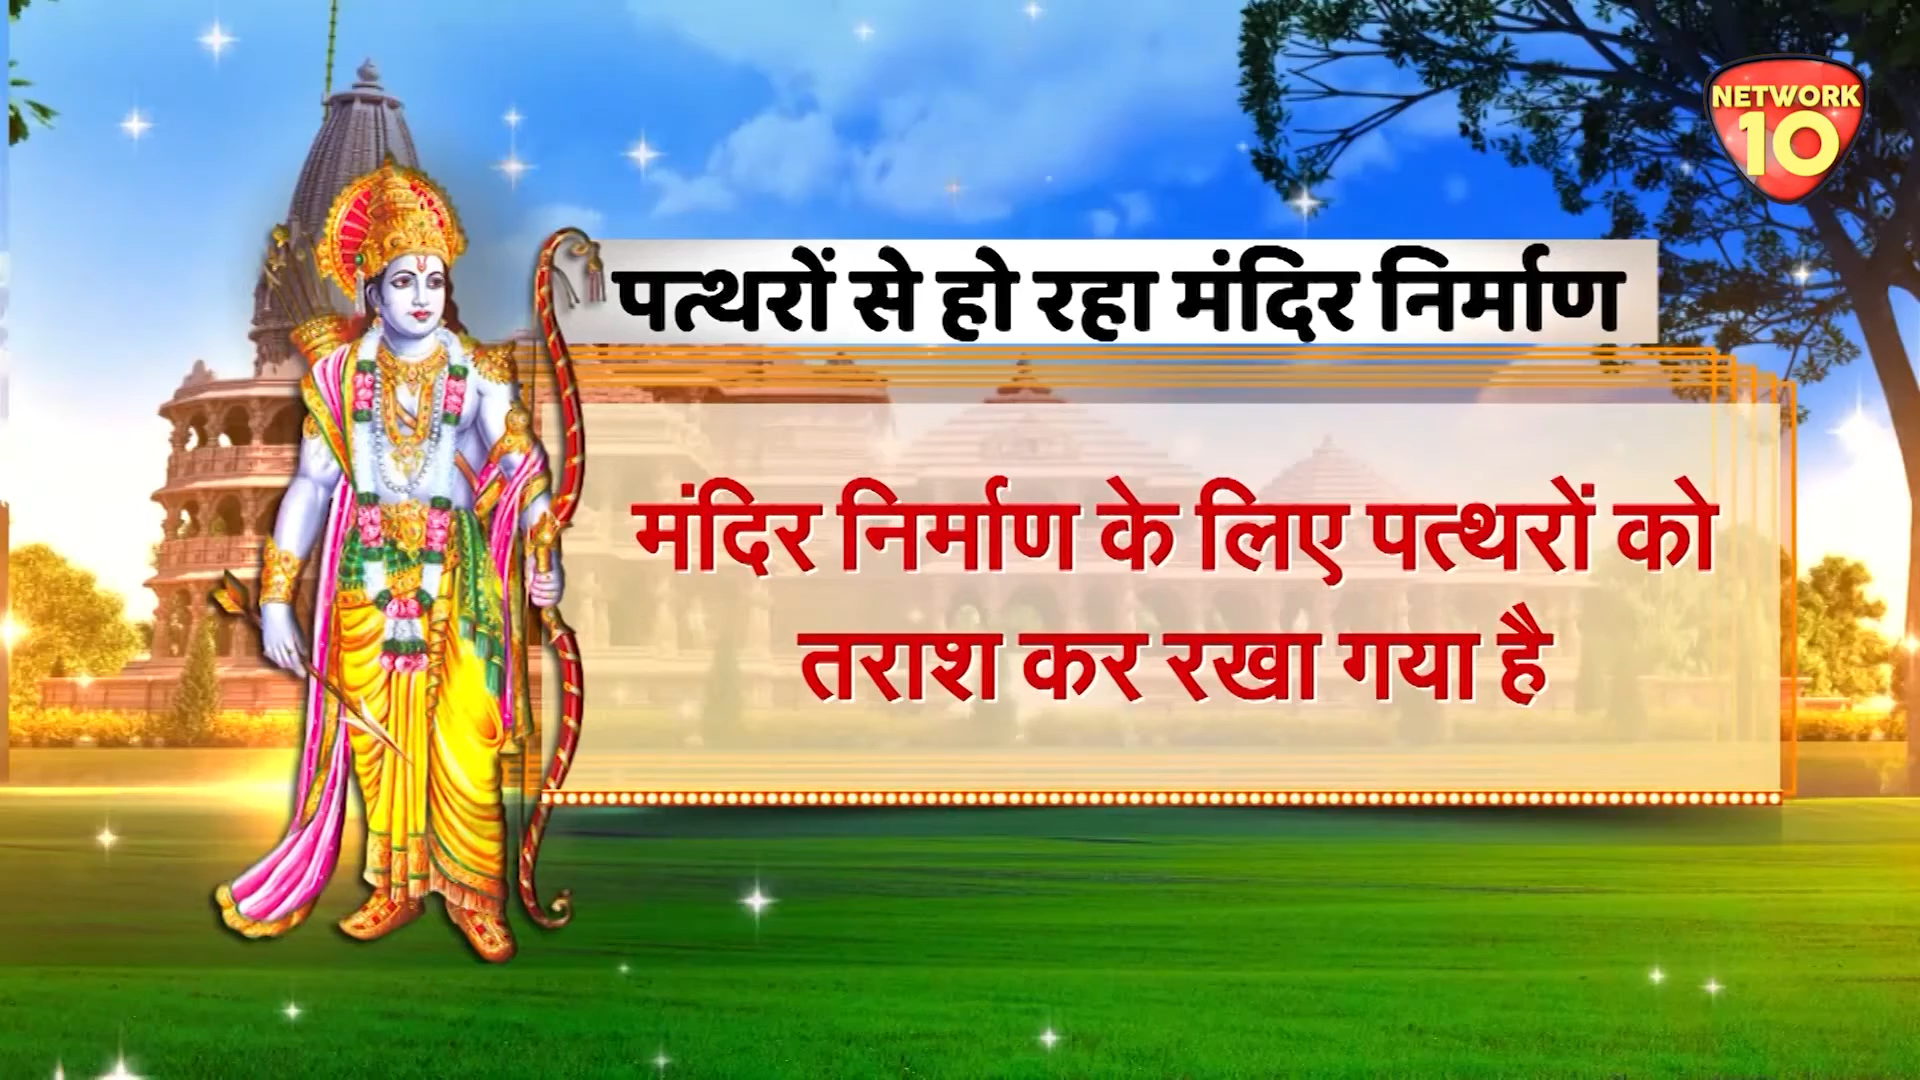 NETWORK
10
पत्थरों से हो रहा मंदिर निर्माण
मंदिर निर्माण के लिए पत्थरों को
तराश कर रखा गया है